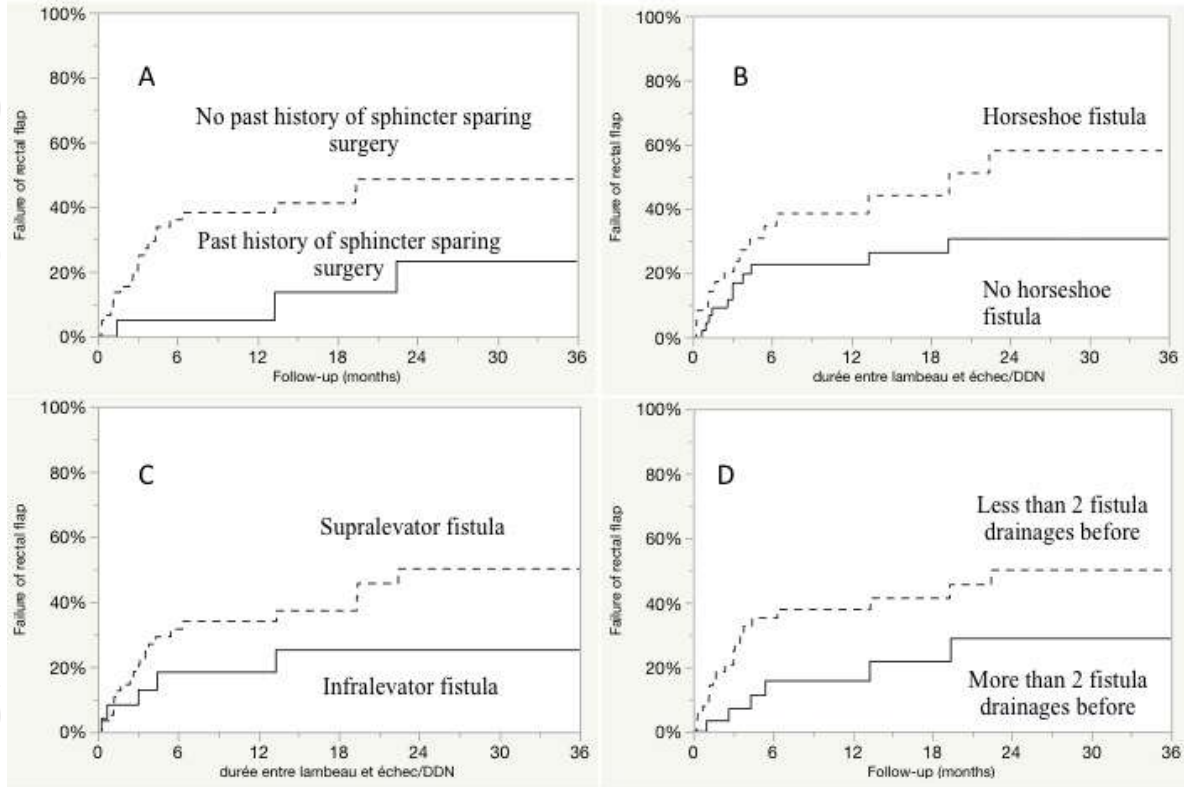 100%
80%
60%
40%
20%
0%
Failure of rectal flap
A
No past history of sphincter sparing
surgery
Past history of sphincter sparing
surgery
0 6 12 18 24 30 36
Follow-up (months)
100%
80%
60%
40%
20%
0%
Failure of rectal flap
B
Horseshoe fistula
No horseshoe
fistula
0 6 12 18 24 30 36
durée entre lambeau et échec/DDN
100%
80%
60%
40%
20%
0%
Failure of rectal flap
C
Supralevator fistula
Infralevator fistula
0 6 12 18 24 30 36
durée entre lambeau et échec/DDN
100%
80%
60%
40%
20%
0%
Failure of rectal flap
D
Less than 2 fistula
drainages before
More than 2 fistula
drainages before
0 6 12 18 24 30 36
Follow-up (months)